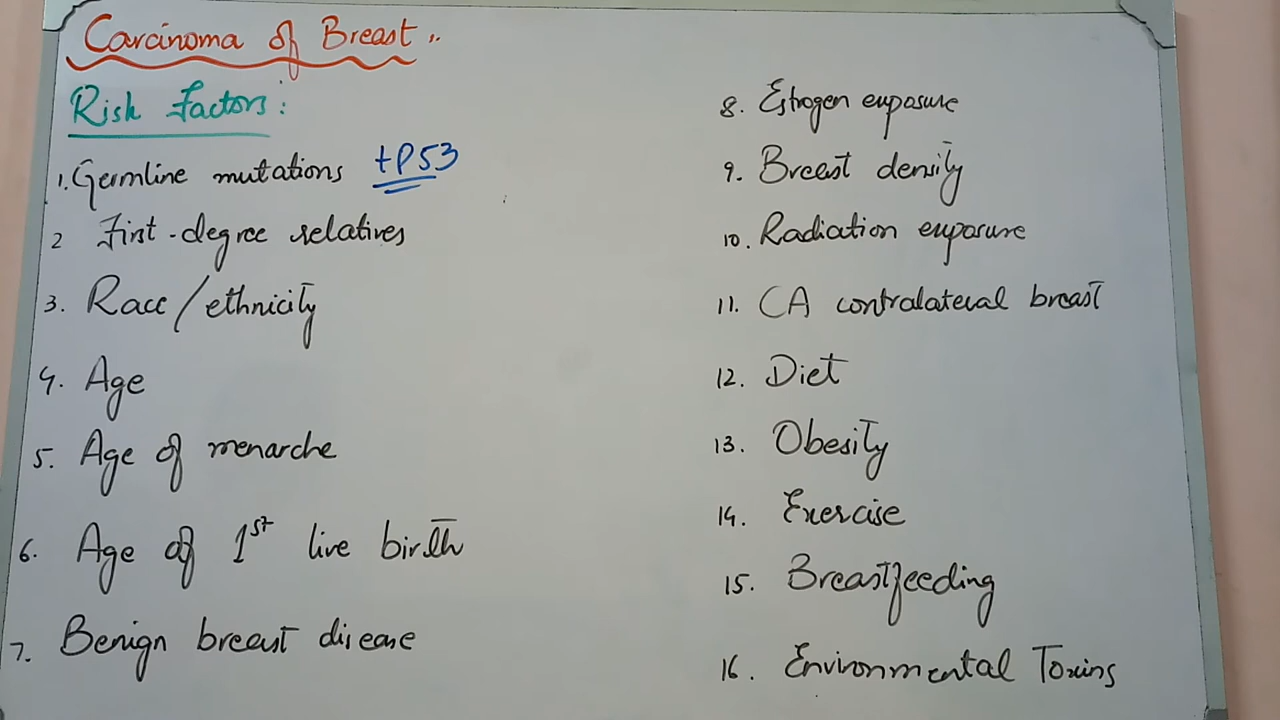 Carcinoma of Breast..
Risk Factors:
1. Germline mutations tP53
2 First-degree relatives
3. Race/ethnicity
4. Age
5. Age of menarche
6. Age of 1st live birth
7. Benign breast disease
8. Estrogen exposure
9. Breast density
10. Radiation exposure
11. CA contralateral breast
12. Diet
13. Obesity
14. Exercise
15. Breastfeeding
16. Environmental Toxins